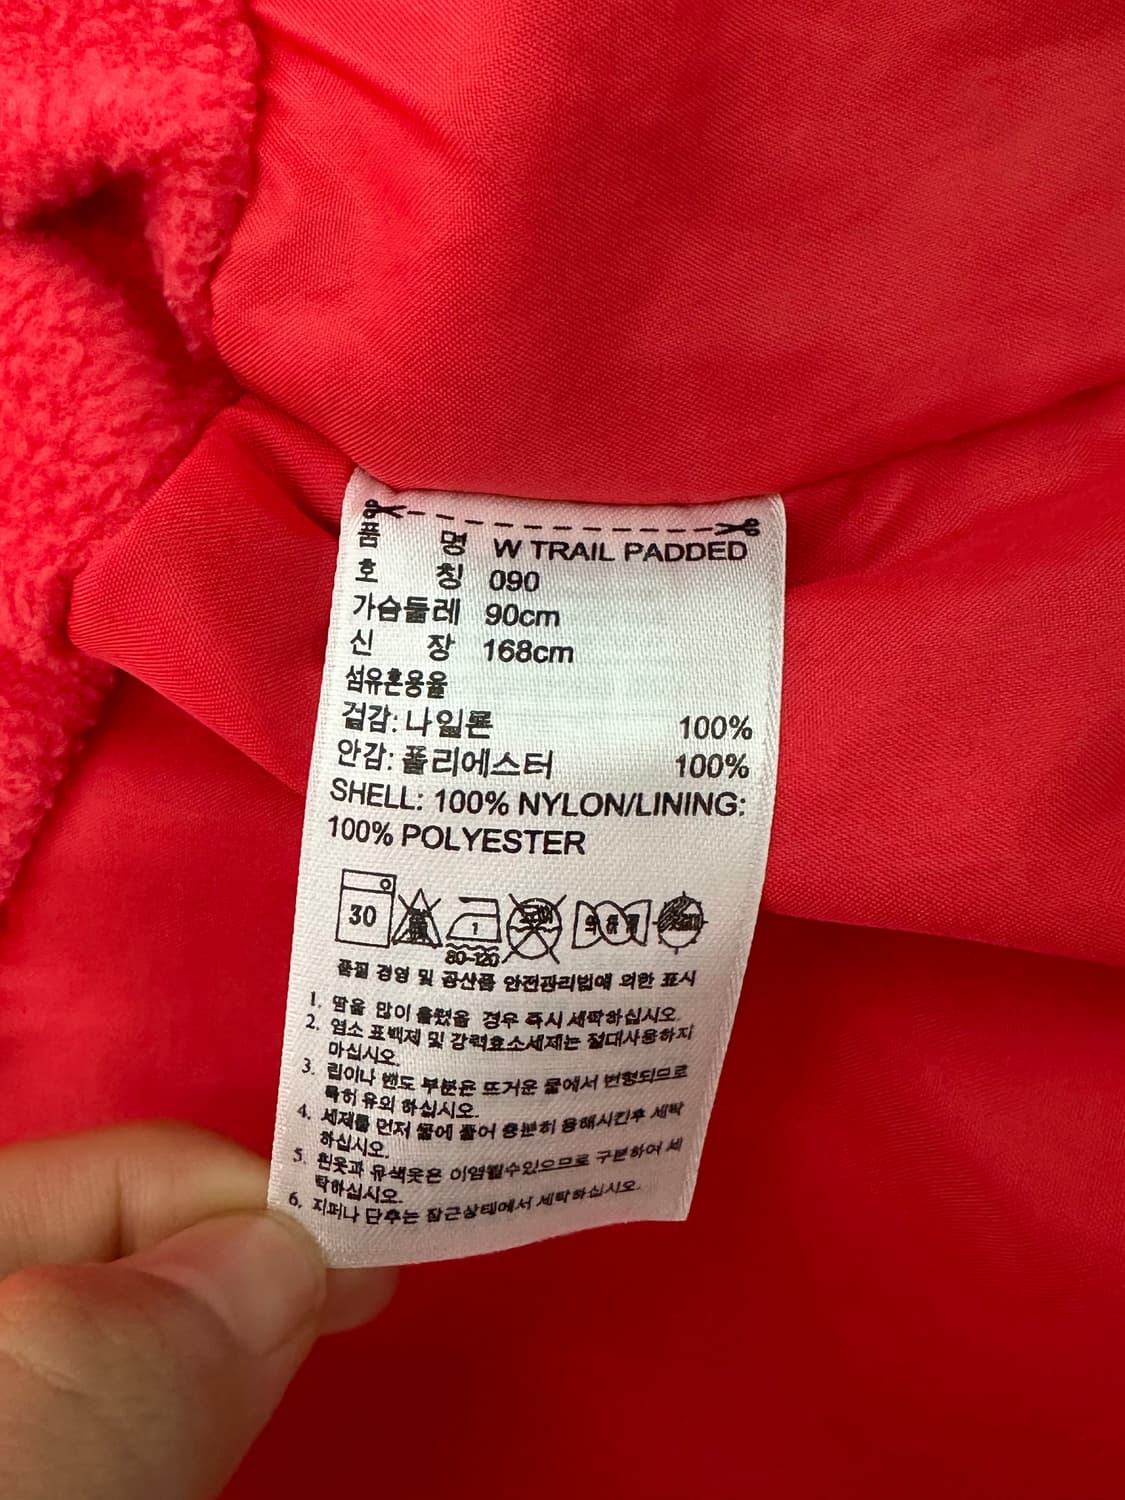 품 명 W TRAIL PADDED
호 칭 090
가슴둘레 90cm
신 장 168cm
섬유혼용율
겉감: 나일론 100%
안감: 폴리에스터 100%
SHELL: 100% NYLON/LINING:
100% POLYESTER
30
1
80~120
품질 경영 및 공산품 안전관리법에 의한 표시
1. 땀을 많이 흘렸을 경우 즉시 세탁하십시오.
2. 염소 표백제 및 강력효소세제는 절대사용하지
마십시오.
3. 립이나 밴드 부분은 뜨거운 물에서 변형되므로
특히 유의 하십시오.
4. 세제를 먼저 물에 풀어 충분히 용해시킨후 세탁
하십시오.
5. 흰옷과 유색옷은 이염될수있으므로 구분하여 세
탁하십시오.
6. 지퍼나 단추는 잠근상태에서 세탁하십시오.